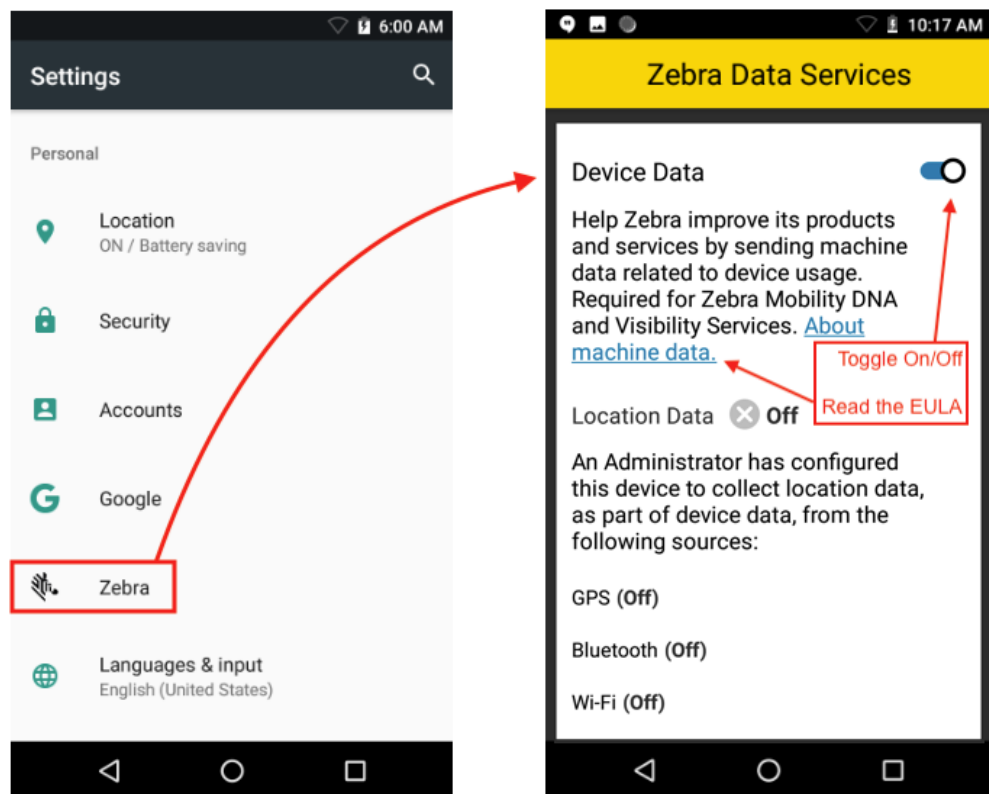 6:00 AM
Settings
Personal
Location
ON / Battery saving
Security
Accounts
Google
Zebra
Languages & input
English (United States)
10:17 AM
Zebra Data Services
Device Data
Help Zebra improve its products
and services by sending machine
data related to device usage.
Required for Zebra Mobility DNA
and Visibility Services. About
machine data.
Toggle On/Off
Read the EULA
Location Data Off
An Administrator has configured
this device to collect location data,
as part of device data, from the
following sources:
GPS (Off)
Bluetooth (Off)
Wi-Fi (Off)